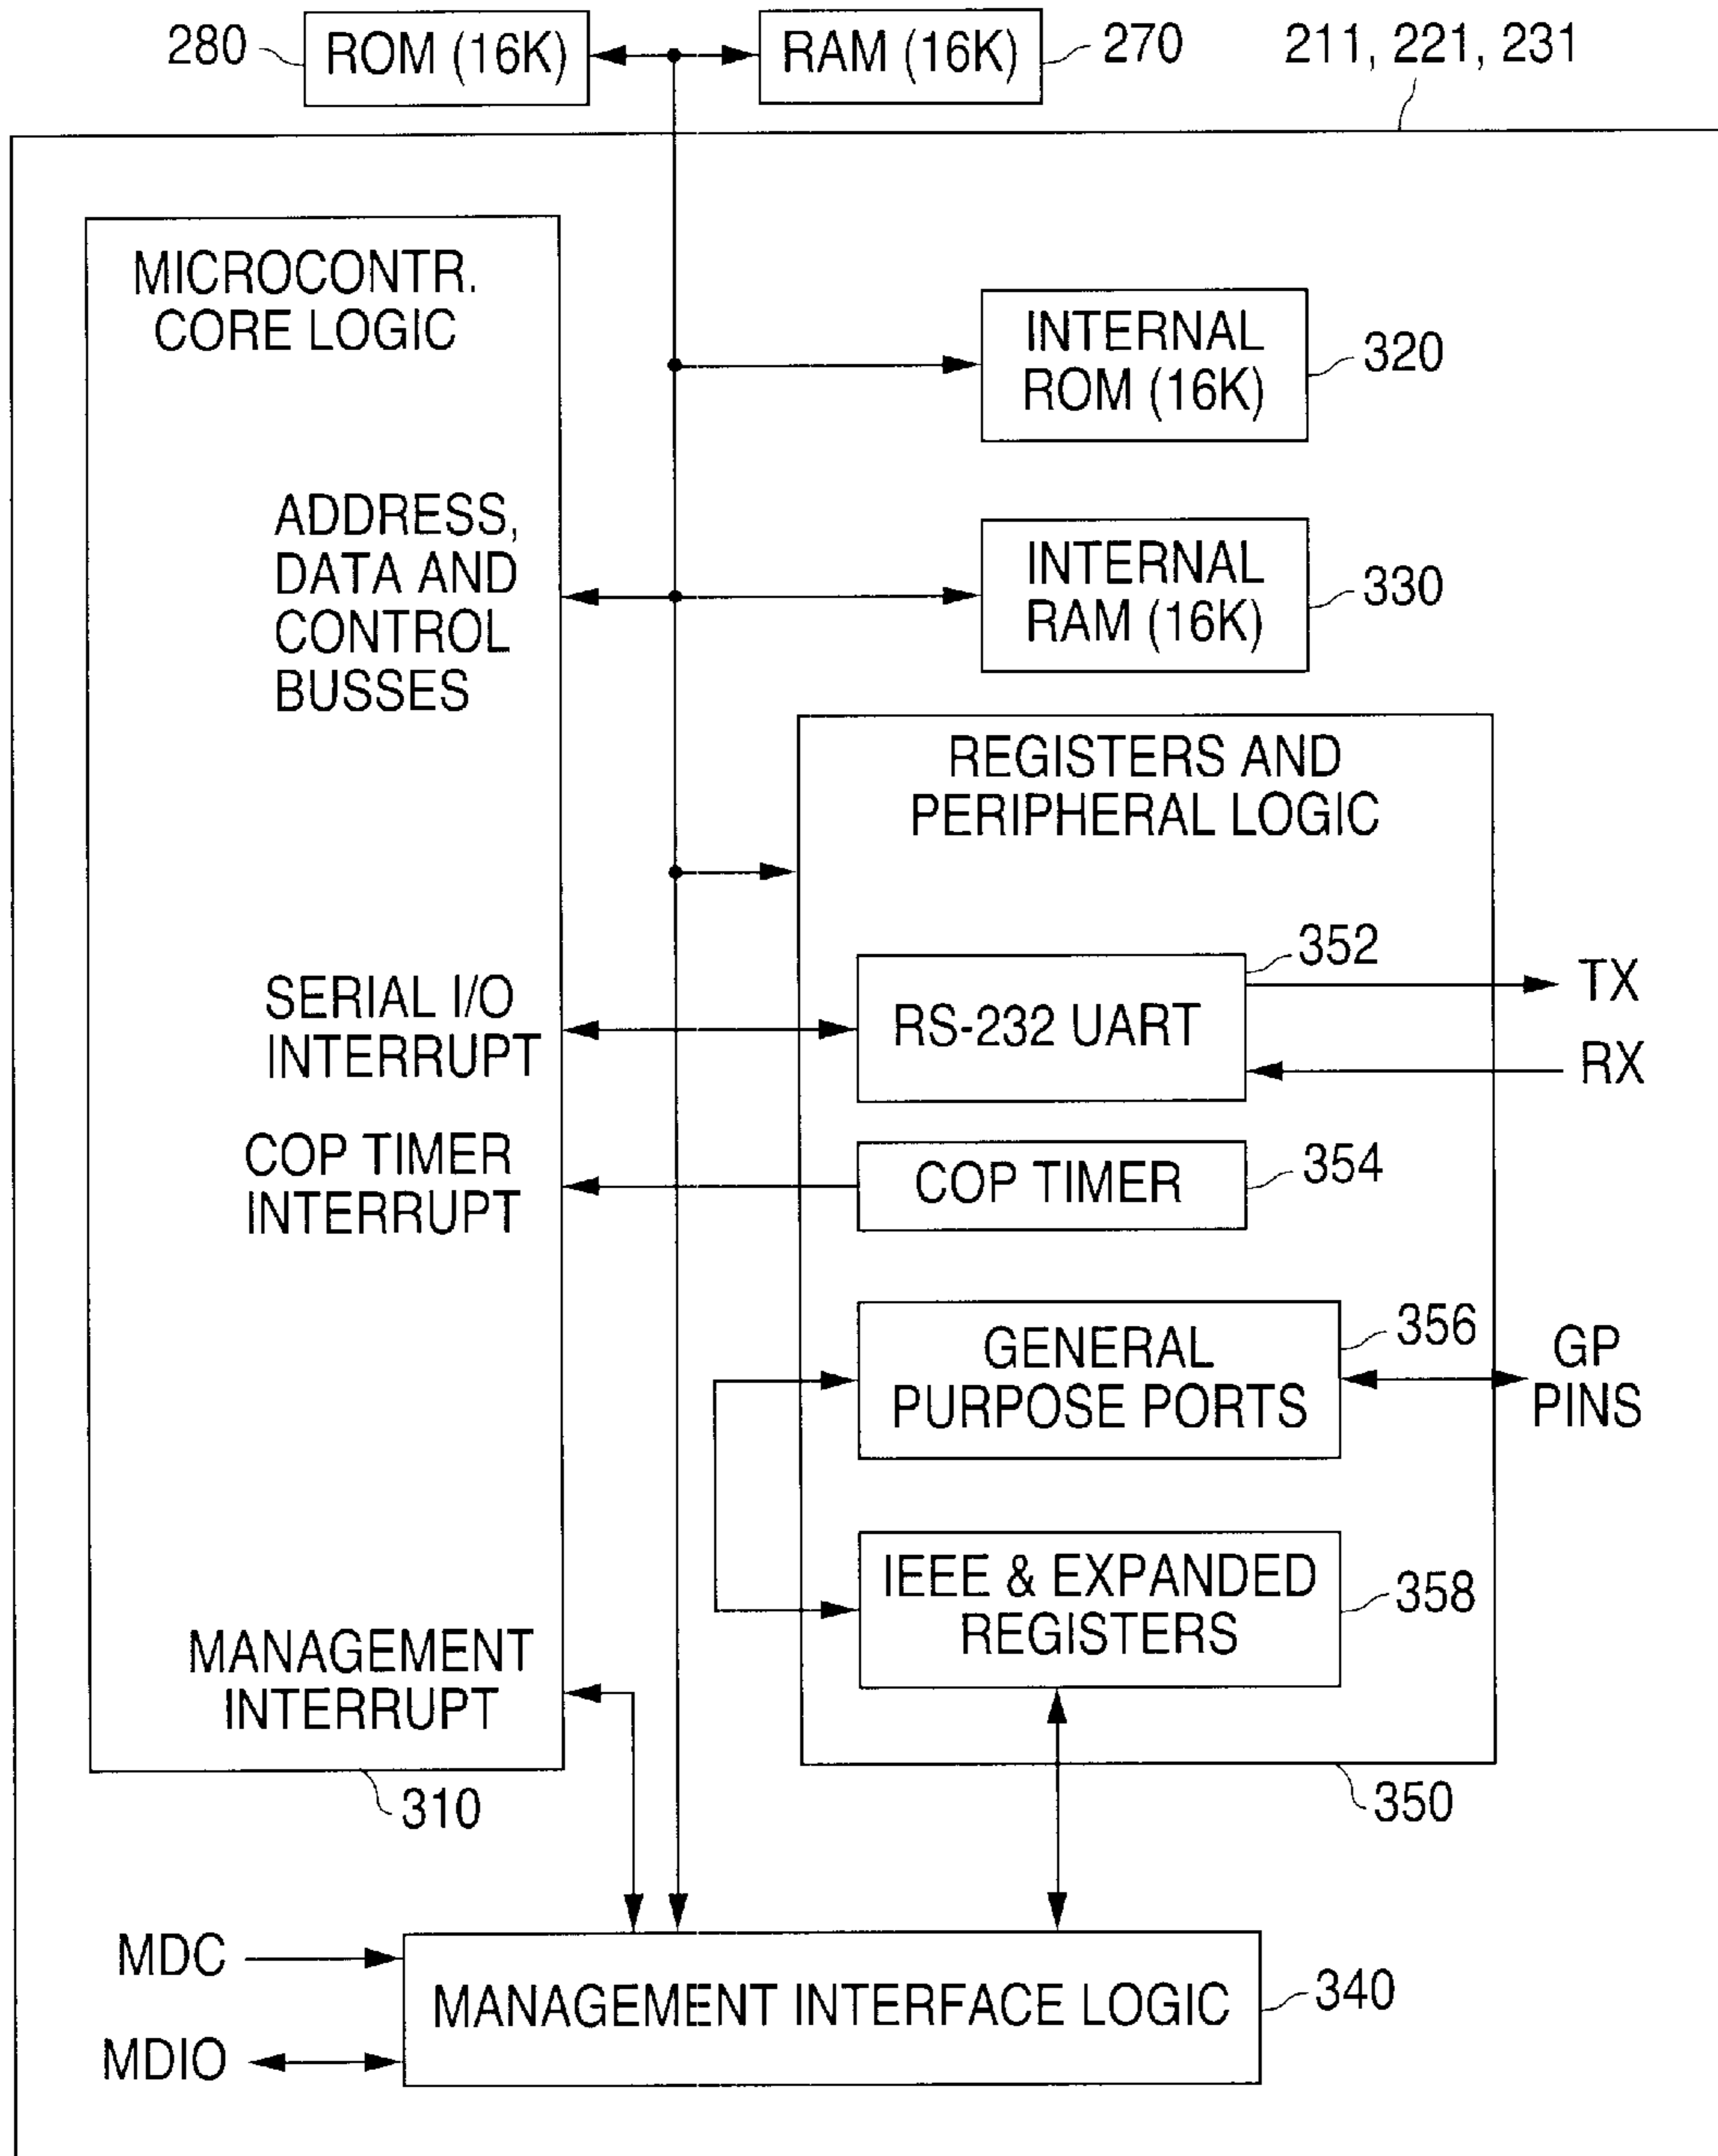 280
ROM (16K)
RAM (16K)
270
211, 221, 231
MICROCONTR.
CORE LOGIC
INTERNAL
ROM (16K)
320
ADDRESS,
DATA AND
CONTROL
BUSSES
INTERNAL
RAM (16K)
330
REGISTERS AND
PERIPHERAL LOGIC
352
SERIAL I/O
INTERRUPT
RS-232 UART
TX
RX
COP TIMER
INTERRUPT
COP TIMER
354
GENERAL
PURPOSE PORTS
356
GP
PINS
IEEE & EXPANDED
REGISTERS
358
MANAGEMENT
INTERRUPT
310
350
MDC
MDIO
MANAGEMENT INTERFACE LOGIC
340